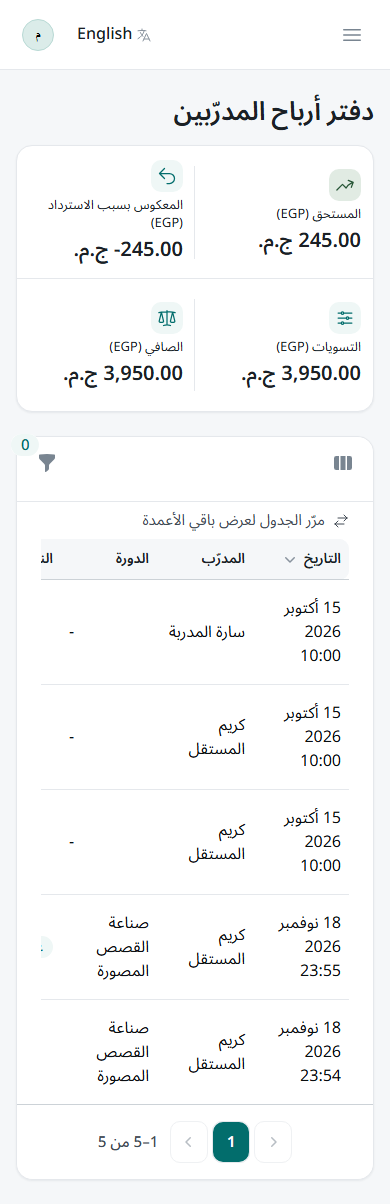 م
English
دفتر أرباح المدرّبين
المستحق (EGP)
245.00 ج.م.
المعكوس بسبب الاسترداد
(EGP)
-245.00 ج.م.
التسويات (EGP)
3,950.00 ج.م.
الصافي (EGP)
3,950.00 ج.م.
0
مرّر الجدول لعرض باقي الأعمدة
التاريخ المدرّب الدورة
15 أكتوبر
2026
10:00
سارة المدربة
-
15 أكتوبر
2026
10:00
كريم
المستقل
-
15 أكتوبر
2026
10:00
كريم
المستقل
-
18 نوفمبر
2026
23:55
كريم
المستقل
صناعة
القصص
المصورة
18 نوفمبر
2026
23:54
كريم
المستقل
صناعة
القصص
المصورة
1
1–5 من 5